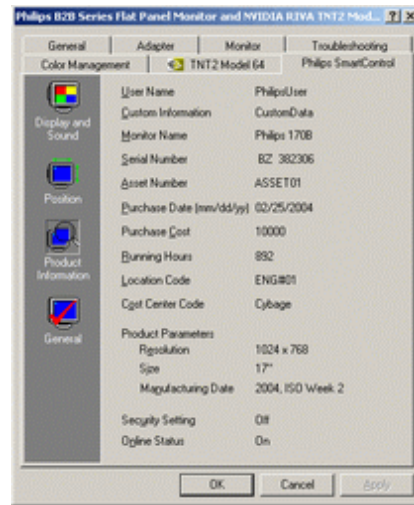 Philips B2B Series Flat Panel Monitor and NVIDIA RIVA TNT2 Mod... ? X
General Adapter Monitor Troubleshooting
Color Management TNT2 Model 64 Philips SmartControl
Display and Sound
Position
Product Information
General
User Name PhilipsUser
Custom Information CustomData
Monitor Name Philips 170B
Serial Number BZ 382306
Asset Number ASSET01
Purchase Date (mm/dd/yy) 02/25/2004
Purchase Cost 10000
Running Hours 892
Location Code ENG#01
Cost Center Code Cybage
Product Parameters
Resolution 1024 x 768
Size 17"
Manufacturing Date 2004, ISO Week 2
Security Setting Off
Online Status On
OK Cancel Apply